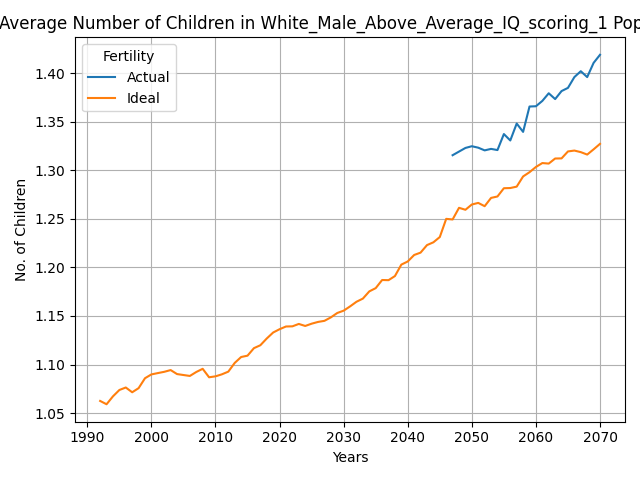 Average Number of Children in White_Male_Above_Average_IQ_scoring_1 Pop
Fertility
Actual
Ideal
No. of Children
1.40
1.35
1.30
1.25
1.20
1.15
1.10
1.05
1990 2000 2010 2020 2030 2040 2050 2060 2070
Years